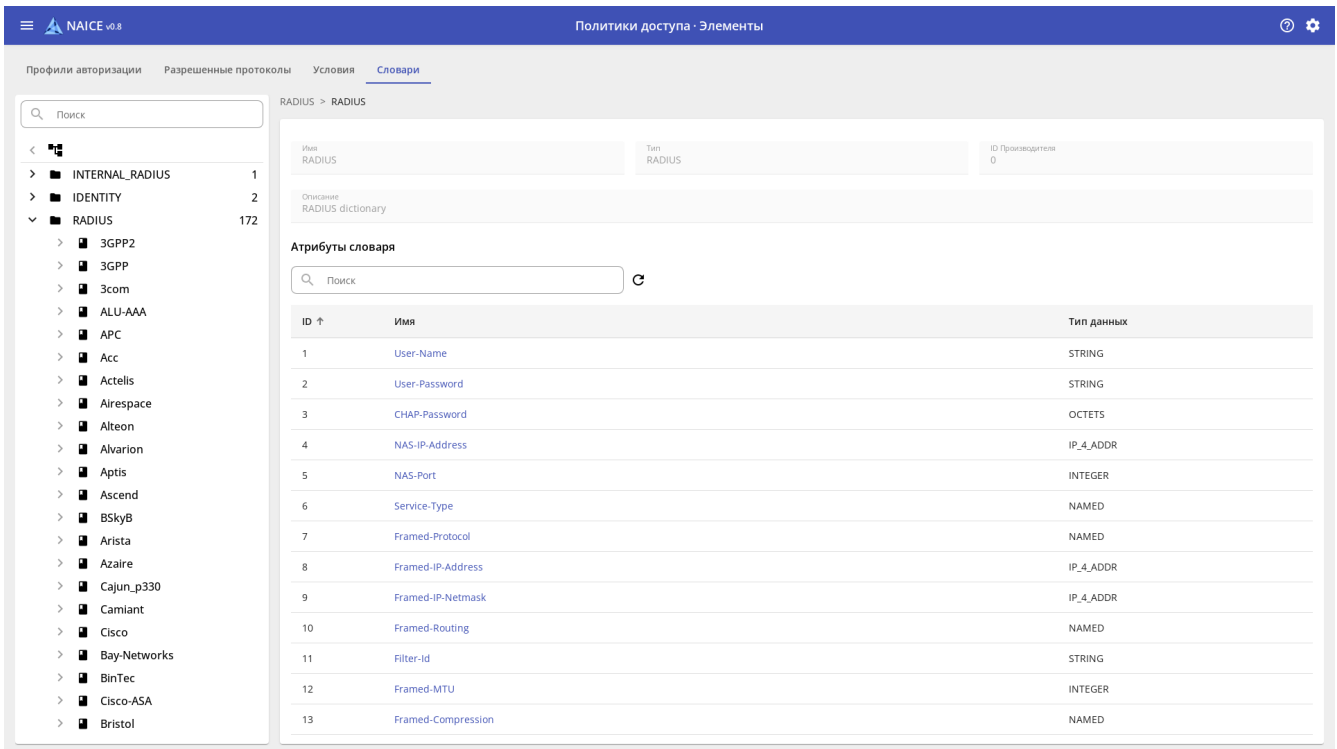 NAICE v0.8
Политики доступа · Элементы
Профили авторизации Разрешенные протоколы Условия Словари
Поиск
INTERNAL_RADIUS 1
IDENTITY 2
RADIUS 172
3GPP2
3GPP
3com
ALU-AAA
APC
Acc
Actelis
Airespace
Alteon
Alvarion
Aptis
Ascend
BSkyB
Arista
Azaire
Cajun_p330
Camiant
Cisco
Bay-Networks
BinTec
Cisco-ASA
Bristol
RADIUS > RADIUS
Имя
RADIUS
Тип
RADIUS
ID Производителя
0
Описание
RADIUS dictionary
Атрибуты словаря
Поиск
ID Имя Тип данных
1 User-Name STRING
2 User-Password STRING
3 CHAP-Password OCTETS
4 NAS-IP-Address IP_4_ADDR
5 NAS-Port INTEGER
6 Service-Type NAMED
7 Framed-Protocol NAMED
8 Framed-IP-Address IP_4_ADDR
9 Framed-IP-Netmask IP_4_ADDR
10 Framed-Routing NAMED
11 Filter-Id STRING
12 Framed-MTU INTEGER
13 Framed-Compression NAMED